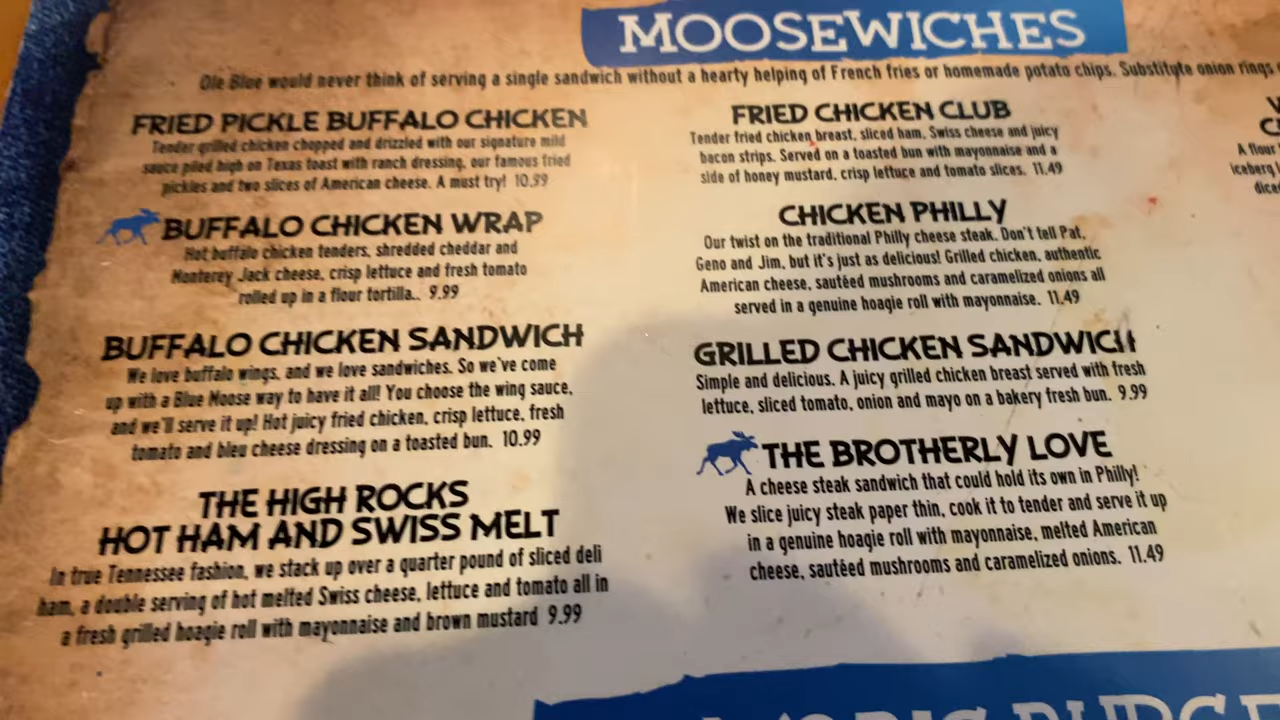 MOOSEWICHES
Ole Blue would never think of serving a single sandwich without a hearty helping of French fries or homemade potato chips. Substitute onion rings
FRIED PICKLE BUFFALO CHICKEN
Tender grilled chicken chopped and drizzled with our signature mild
sauce piled high on Texas toast with ranch dressing, our famous fried
pickles and two slices of American cheese. A must try! 10.99
BUFFALO CHICKEN WRAP
Hot buffalo chicken tenders, shredded cheddar and
Monterey Jack cheese, crisp lettuce and fresh tomato
rolled up in a flour tortilla.. 9.99
BUFFALO CHICKEN SANDWICH
We love buffalo wings, and we love sandwiches. So we've come
up with a Blue Moose way to have it all! You choose the wing sauce,
and we'll serve it up! Hot juicy fried chicken, crisp lettuce, fresh
tomato and bleu cheese dressing on a toasted bun. 10.99
THE HIGH ROCKS
HOT HAM AND SWISS MELT
In true Tennessee fashion, we stack up over a quarter pound of sliced deli
ham, a double serving of hot melted Swiss cheese, lettuce and tomato all in
a fresh grilled hoagie roll with mayonnaise and brown mustard 9.99
FRIED CHICKEN CLUB
Tender fried chicken breast, sliced ham, Swiss cheese and juicy
bacon strips. Served on a toasted bun with mayonnaise and a
side of honey mustard, crisp lettuce and tomato slices. 11.49
CHICKEN PHILLY
Our twist on the traditional Philly cheese steak. Don't tell Pat,
Geno and Jim, but it's just as delicious! Grilled chicken, authentic
American cheese, sautéed mushrooms and caramelized onions all
served in a genuine hoagie roll with mayonnaise. 11.49
GRILLED CHICKEN SANDWICH
Simple and delicious. A juicy grilled chicken breast served with fresh
lettuce, sliced tomato, onion and mayo on a bakery fresh bun. 9.99
THE BROTHERLY LOVE
A cheese steak sandwich that could hold its own in Philly!
We slice juicy steak paper thin, cook it to tender and serve it up
in a genuine hoagie roll with mayonnaise, melted American
cheese, sautéed mushrooms and caramelized onions. 11.49
A flour
iceberg